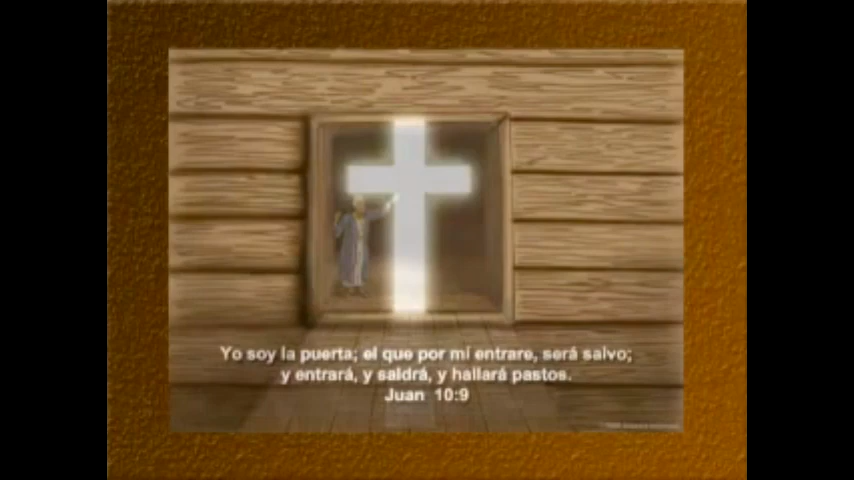 Yo soy la puerta; el que por mí entrare, será salvo;
y entrará, y saldrá, y hallará pastos.
Juan 10:9